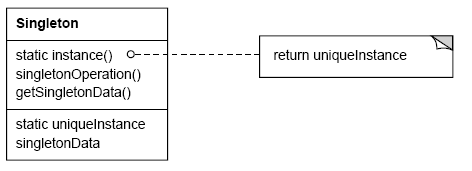 Singleton
static instance()
return uniqueInstance
singletonOperation()
getSingletonData()
static uniqueInstance
singletonData